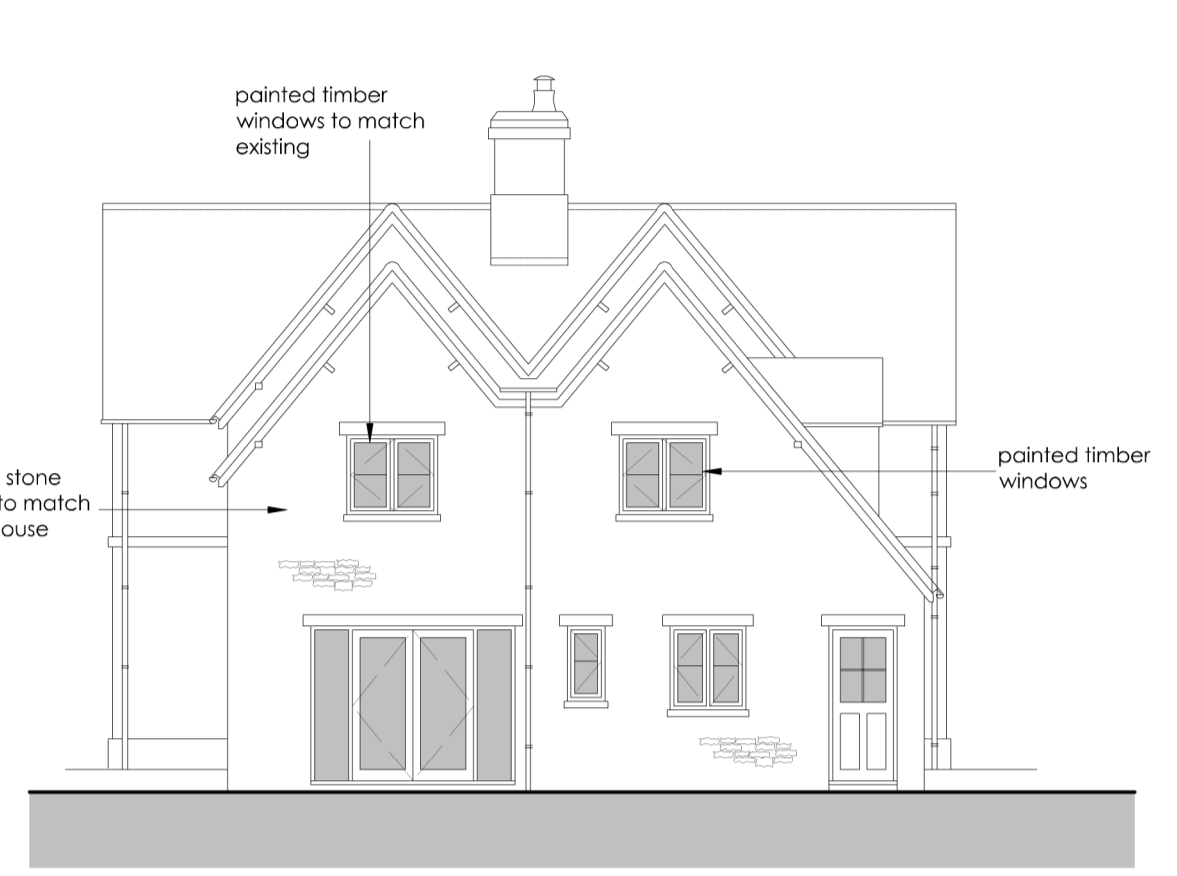 painted timber
windows to match
existing
painted timber
windows
stone
to match
ouse